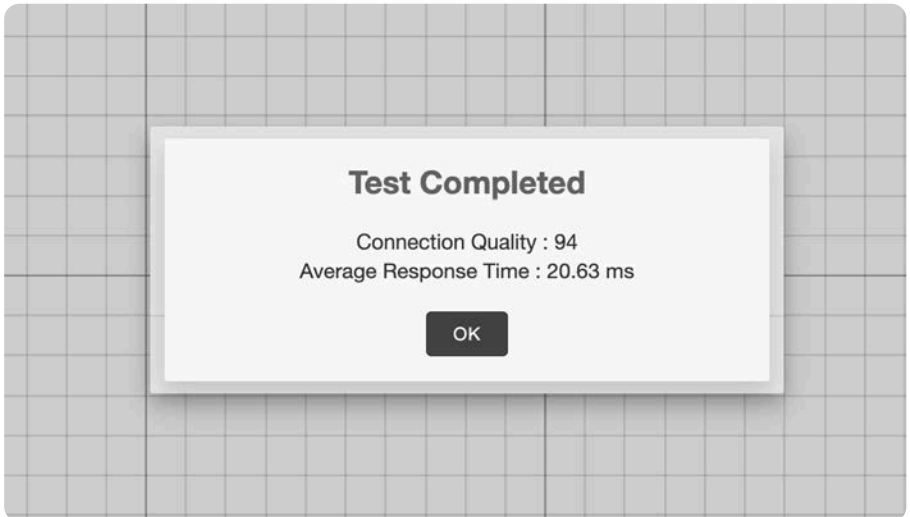 Test Completed
Connection Quality : 94
Average Response Time : 20.63 ms
OK